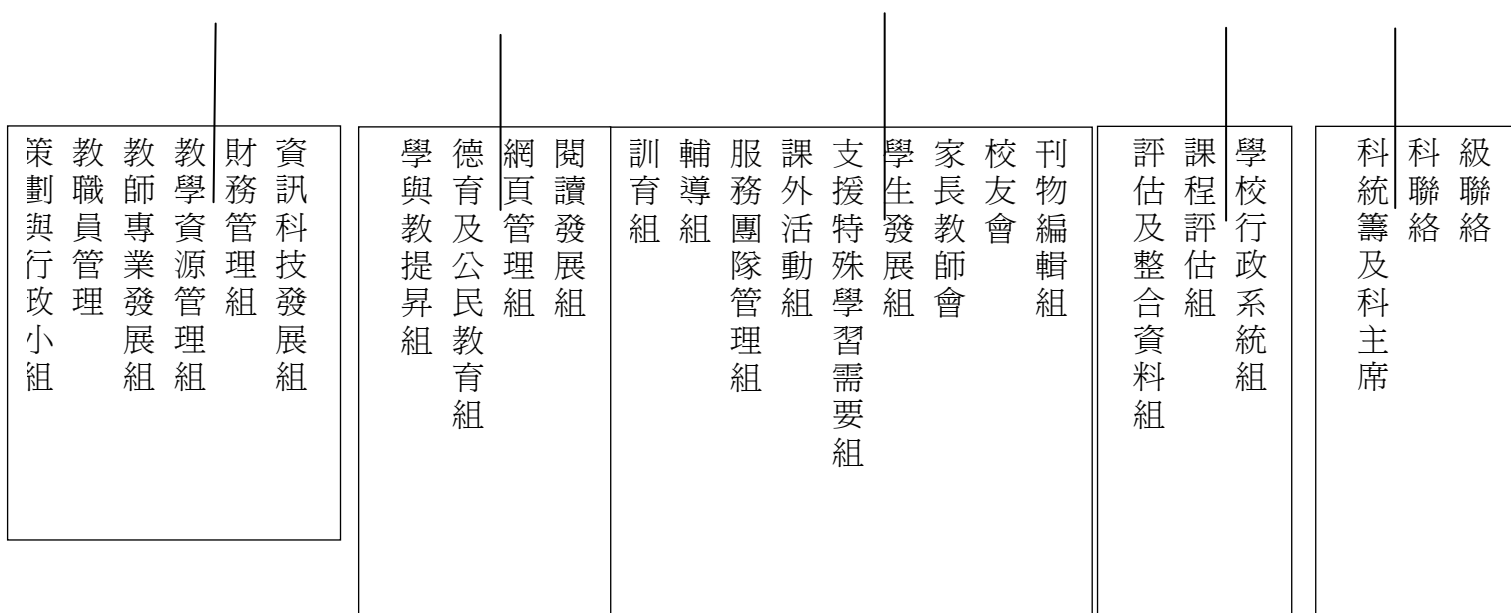 級聯絡
科聯絡
科統籌及科主席
學校行政系統組
課程評估組
評估及整合資料組
刊物編輯組
校友會
家長教師會
學生發展組
支援特殊學習需要組
課外活動組
服務團隊管理組
輔導組
訓育組
閱讀發展組
網頁管理組
德育及公民教育組
學與教提昇組
資訊科技發展組
財務管理組
教學資源管理組
教師專業發展組
教職員管理
策劃與行政小組